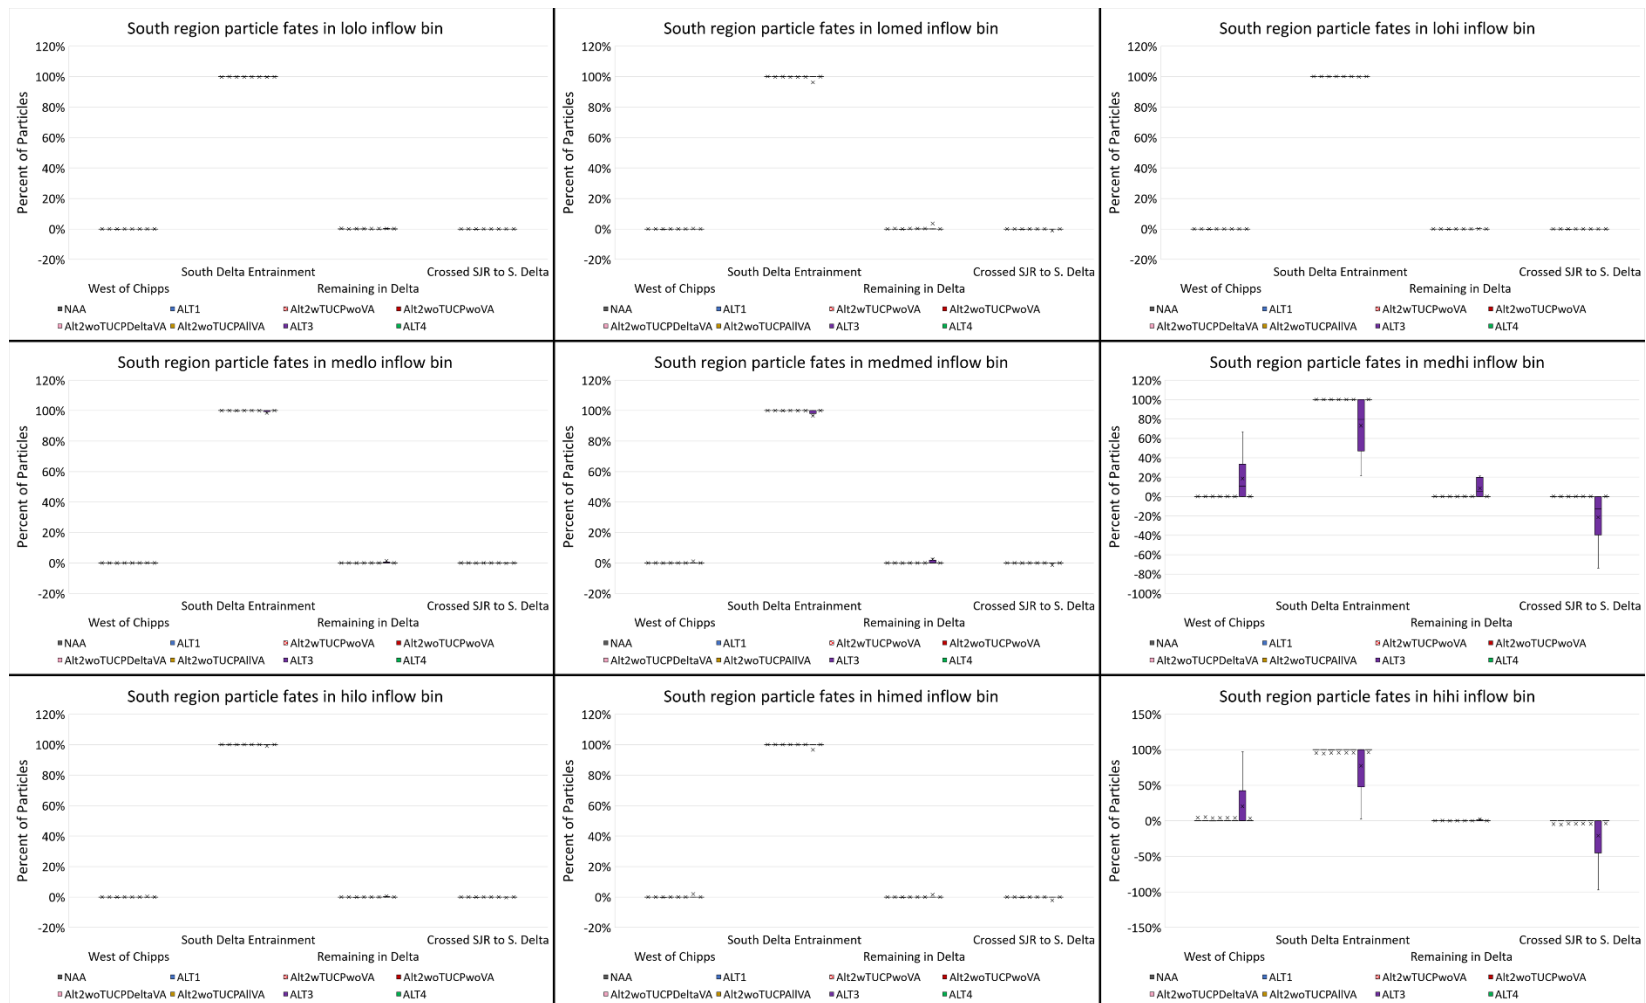 South region particle fates in lolo inflow bin
120%
100%
80%
60%
40%
20%
0%
-20%
Percent of Particles
South Delta Entrainment Crossed SJR to S. Delta
West of Chipps Remaining in Delta
NAA ALT1 Alt2wTUCPwoVA Alt2woTUCPwoVA
Alt2woTUCPDeltaVA Alt2woTUCPAllVA ALT3 ALT4
South region particle fates in lomed inflow bin
120%
100%
80%
60%
40%
20%
0%
-20%
Percent of Particles
South Delta Entrainment Crossed SJR to S. Delta
West of Chipps Remaining in Delta
NAA ALT1 Alt2wTUCPwoVA Alt2woTUCPwoVA
Alt2woTUCPDeltaVA Alt2woTUCPAllVA ALT3 ALT4
South region particle fates in lohi inflow bin
120%
100%
80%
60%
40%
20%
0%
-20%
Percent of Particles
South Delta Entrainment Crossed SJR to S. Delta
West of Chipps Remaining in Delta
NAA ALT1 Alt2wTUCPwoVA Alt2woTUCPwoVA
Alt2woTUCPDeltaVA Alt2woTUCPAllVA ALT3 ALT4
South region particle fates in medlo inflow bin
120%
100%
80%
60%
40%
20%
0%
-20%
Percent of Particles
South Delta Entrainment Crossed SJR to S. Delta
West of Chipps Remaining in Delta
NAA ALT1 Alt2wTUCPwoVA Alt2woTUCPwoVA
Alt2woTUCPDeltaVA Alt2woTUCPAllVA ALT3 ALT4
South region particle fates in medmed inflow bin
120%
100%
80%
60%
40%
20%
0%
-20%
Percent of Particles
South Delta Entrainment Crossed SJR to S. Delta
West of Chipps Remaining in Delta
NAA ALT1 Alt2wTUCPwoVA Alt2woTUCPwoVA
Alt2woTUCPDeltaVA Alt2woTUCPAllVA ALT3 ALT4
South region particle fates in medhi inflow bin
120%
100%
80%
60%
40%
20%
0%
-20%
-40%
-60%
-80%
-100%
Percent of Particles
South Delta Entrainment Crossed SJR to S. Delta
West of Chipps Remaining in Delta
NAA ALT1 Alt2wTUCPwoVA Alt2woTUCPwoVA
Alt2woTUCPDeltaVA Alt2woTUCPAllVA ALT3 ALT4
South region particle fates in hilo inflow bin
120%
100%
80%
60%
40%
20%
0%
-20%
Percent of Particles
South Delta Entrainment Crossed SJR to S. Delta
West of Chipps Remaining in Delta
NAA ALT1 Alt2wTUCPwoVA Alt2woTUCPwoVA
Alt2woTUCPDeltaVA Alt2woTUCPAllVA ALT3 ALT4
South region particle fates in himed inflow bin
120%
100%
80%
60%
40%
20%
0%
-20%
Percent of Particles
South Delta Entrainment Crossed SJR to S. Delta
West of Chipps Remaining in Delta
NAA ALT1 Alt2wTUCPwoVA Alt2woTUCPwoVA
Alt2woTUCPDeltaVA Alt2woTUCPAllVA ALT3 ALT4
South region particle fates in hihi inflow bin
150%
100%
50%
0%
-50%
-100%
-150%
Percent of Particles
South Delta Entrainment Crossed SJR to S. Delta
West of Chipps Remaining in Delta
NAA ALT1 Alt2wTUCPwoVA Alt2woTUCPwoVA
Alt2woTUCPDeltaVA Alt2woTUCPAllVA ALT3 ALT4